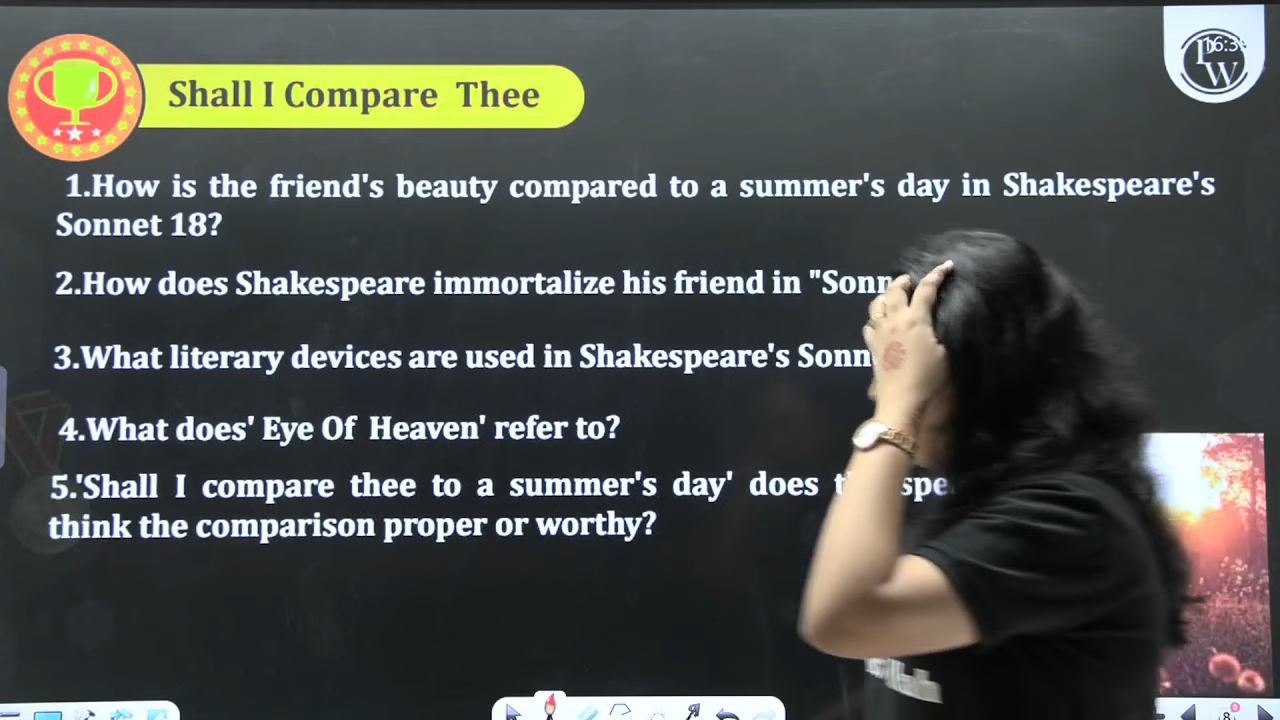 Shall I Compare Thee
16:3
PW
1.How is the friend's beauty compared to a summer's day in Shakespeare's
Sonnet 18?
2.How does Shakespeare immortalize his friend in "Sonn
3.What literary devices are used in Shakespeare's Sonn
4.What does' Eye Of Heaven' refer to?
5.'Shall I compare thee to a summer's day' does
think the comparison proper or worthy?